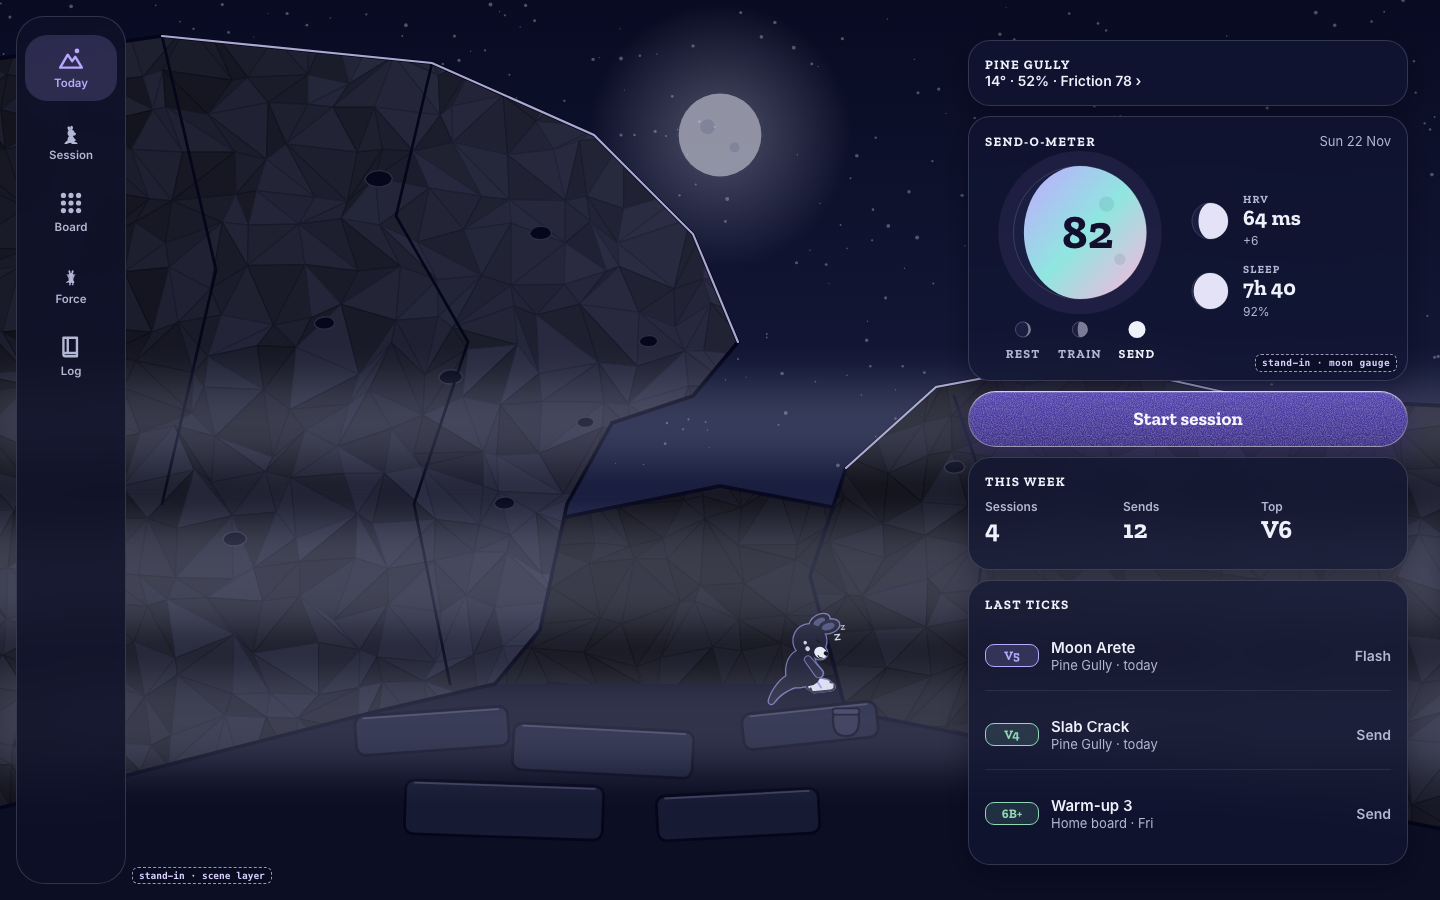 Today
Session
Board
Force
Log
PINE GULLY
14° · 52% · Friction 78 ›
SEND-O-METER
Sun 22 Nov
82
HRV
64 ms
+6
SLEEP
7h 40
92%
REST TRAIN SEND
stand-in · moon gauge
Start session
THIS WEEK
Sessions Sends Top
4 12 V6
LAST TICKS
V5 Moon Arete Flash
Pine Gully · today
V4 Slab Crack Send
Pine Gully · today
6B+ Warm-up 3 Send
Home board · Fri
z
z
stand-in · scene layer